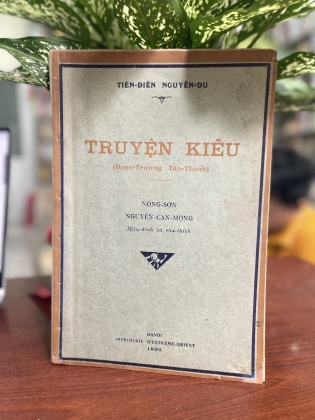 TIÊN-ĐIỀN NGUYỄN-DU
TRUYỆN KIỀU
(Đoạn-Trường Tân-Thanh)
NÔNG-SƠN
NGUYỄN-CAN-MỘNG
Hiệu-đính và chú-thích
HANOI
IMPRIMERIE D'EXTRÊME-ORIENT
1936